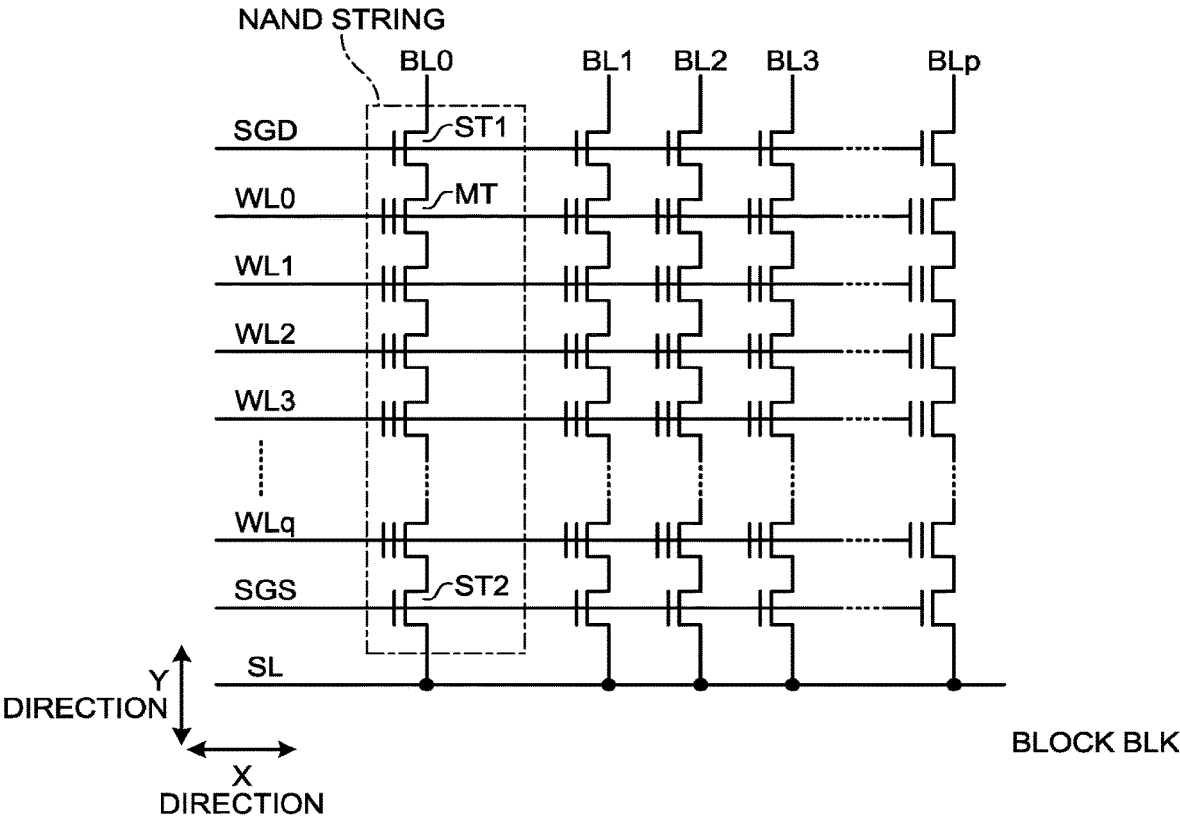 NAND STRING
BL0 BL1 BL2 BL3 BLp
SGD ST1
WL0 MT
WL1
WL2
WL3
WLq
SGS ST2
SL
Y
DIRECTION
X
DIRECTION
BLOCK BLK